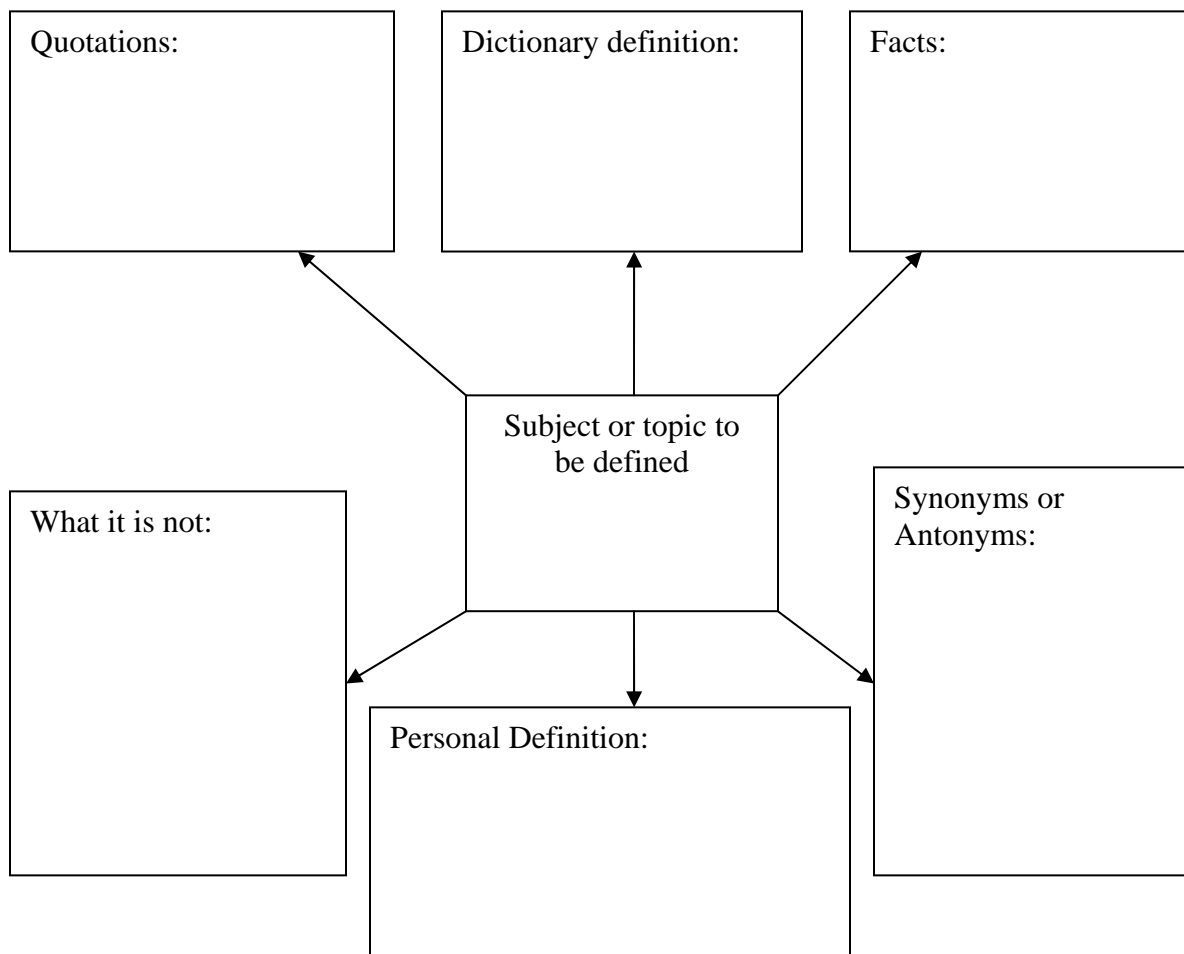 Quotations:
Dictionary definition:
Facts:
Subject or topic to
be defined
What it is not:
Synonyms or
Antonyms:
Personal Definition: